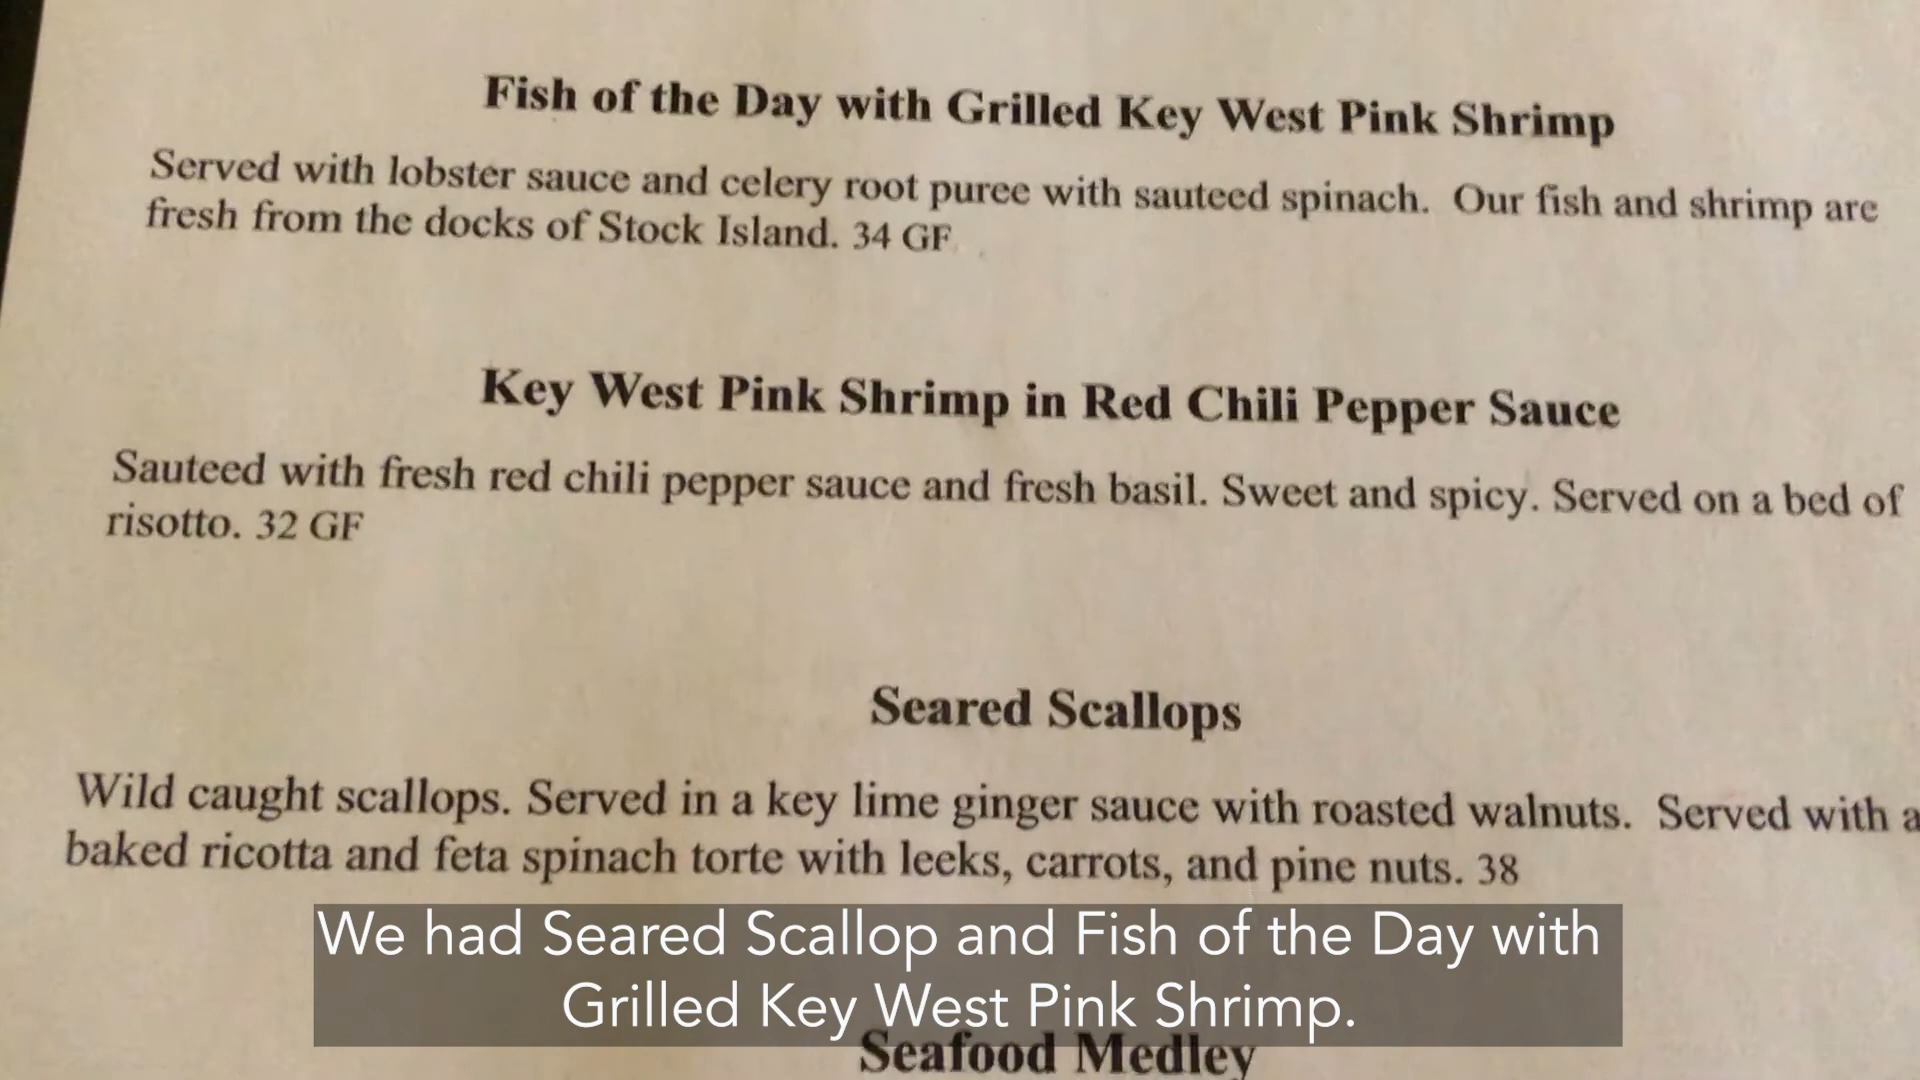 Fish of the Day with Grilled Key West Pink Shrimp
Served with lobster sauce and celery root puree with sauteed spinach. Our fish and shrimp are
fresh from the docks of Stock Island. 34 GF
Key West Pink Shrimp in Red Chili Pepper Sauce
Sauteed with fresh red chili pepper sauce and fresh basil. Sweet and spicy. Served on a bed of
risotto. 32 GF
Seared Scallops
Wild caught scallops. Served in a key lime ginger sauce with roasted walnuts. Served with a
baked ricotta and feta spinach torte with leeks, carrots, and pine nuts. 38
We had Seared Scallop and Fish of the Day with
Grilled Key West Pink Shrimp.
Seafood Medley